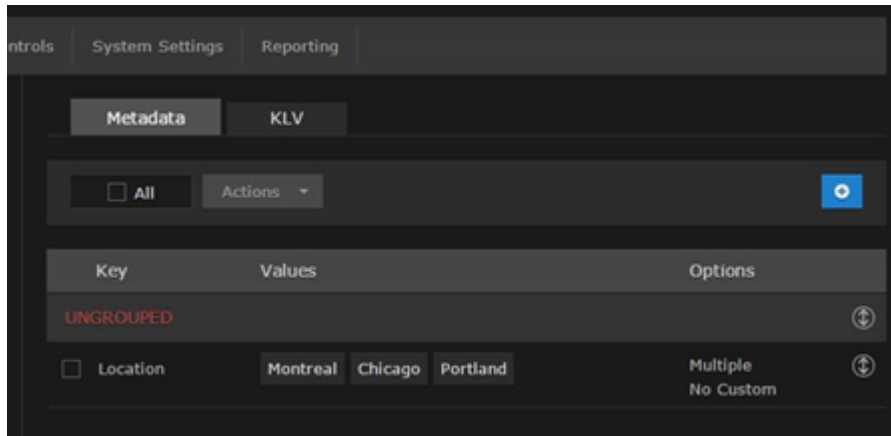 ntrols System Settings Reporting
Metadata KLV
All Actions
Key Values Options
UNGROUPED
Location Montreal Chicago Portland Multiple
No Custom